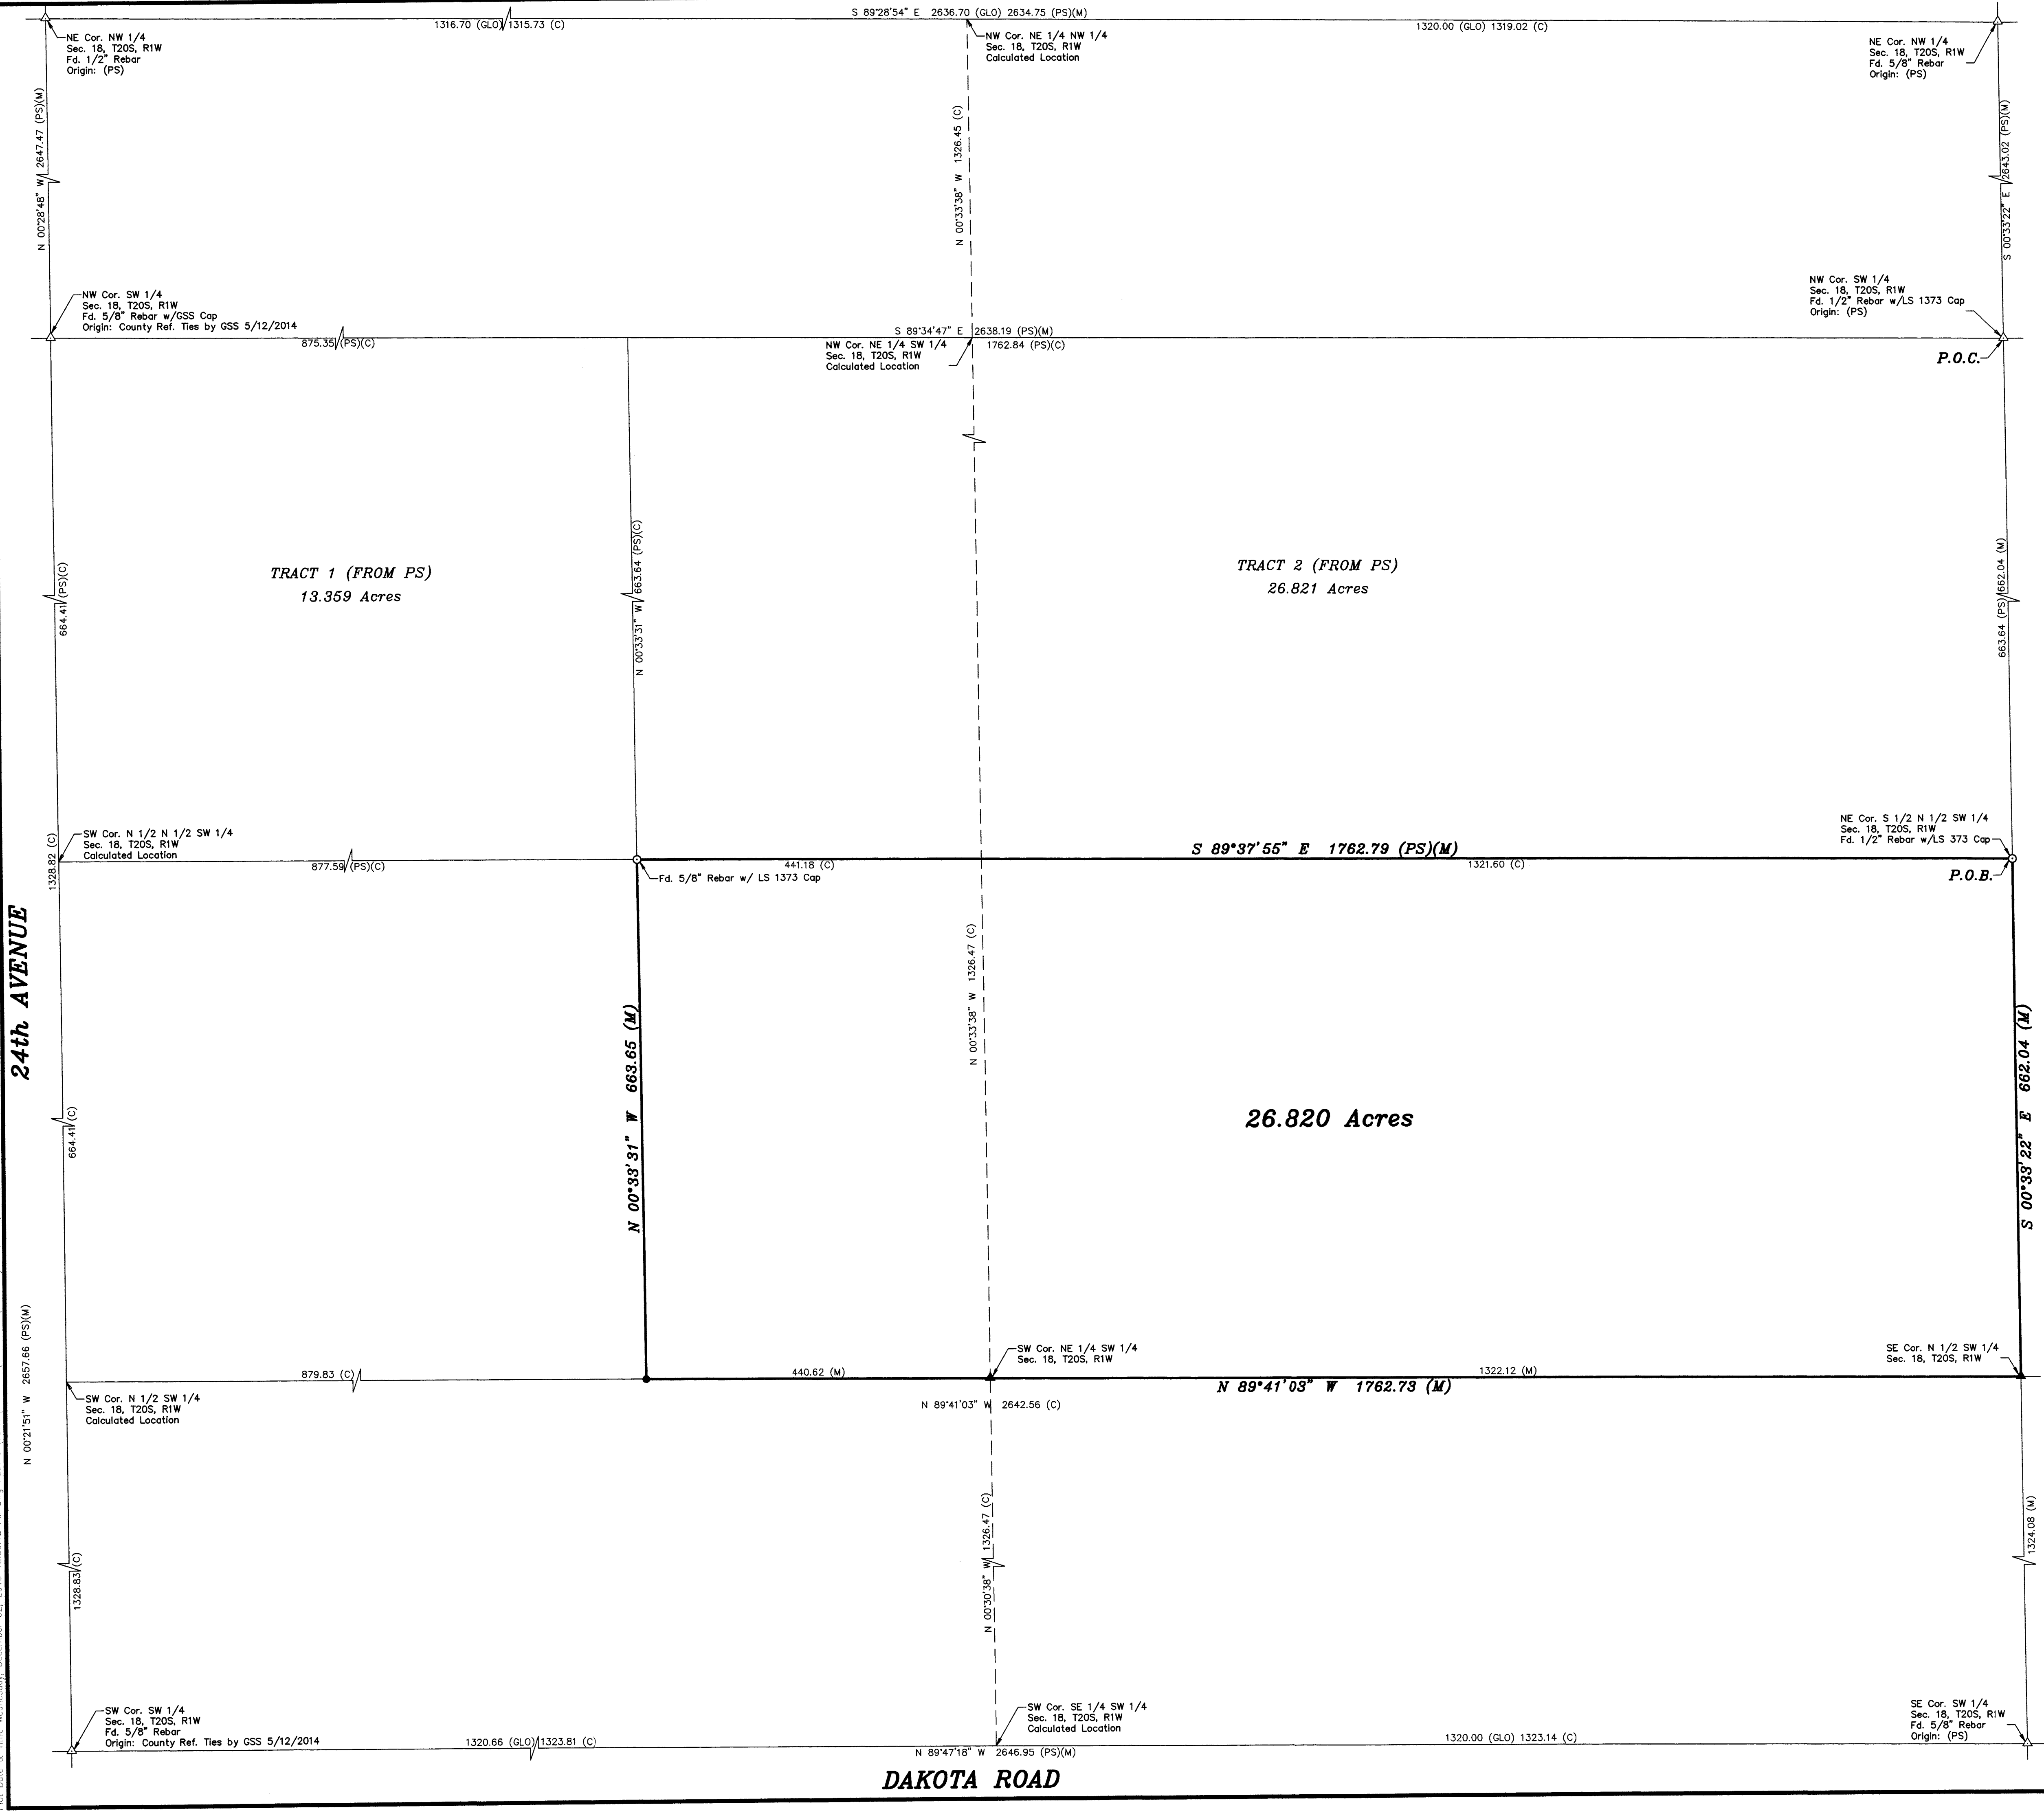 S 89°28'54" E 2636.70 (GLO) 2634.75 (PS)(M)
1316.70 (GLO) 1315.73 (C)
1320.00 (GLO) 1319.02 (C)
NE Cor. NW 1/4
Sec. 18, T20S, R1W
Fd. 1/2" Rebar
Origin: (PS)
NW Cor. NE 1/4 NW 1/4
Sec. 18, T20S, R1W
Calculated Location
NE Cor. NW 1/4
Sec. 18, T20S, R1W
Fd. 5/8" Rebar
Origin: (PS)
N 00°28'48" W 2647.47 (PS)(M)
N 00°33'38" W 1326.45 (C)
S 00°33'22" E 2643.02 (PS)(M)
NW Cor. SW 1/4
Sec. 18, T20S, R1W
Fd. 5/8" Rebar w/GSS Cap
Origin: County Ref. Ties by GSS 5/12/2014
NW Cor. SW 1/4
Sec. 18, T20S, R1W
Fd. 1/2" Rebar w/LS 1373 Cap
Origin: (PS)
S 89°34'47" E 2638.19 (PS)(M)
875.35 (PS)(C)
1762.84 (PS)(C)
NW Cor. NE 1/4 SW 1/4
Sec. 18, T20S, R1W
Calculated Location
P.O.C.
TRACT 1 (FROM PS)
13.359 Acres
TRACT 2 (FROM PS)
26.821 Acres
664.41 (PS)(C)
N 00°33'31" W 663.64 (PS)(C)
663.64 (PS) 662.04 (M)
SW Cor. N 1/2 N 1/2 SW 1/4
Sec. 18, T20S, R1W
Calculated Location
1328.82 (C)
NE Cor. S 1/2 N 1/2 SW 1/4
Sec. 18, T20S, R1W
Fd. 1/2" Rebar w/LS 373 Cap
S 89°37'55" E 1762.79 (PS)(M)
877.59 (PS)(C)
441.18 (C)
1321.60 (C)
Fd. 5/8" Rebar w/ LS 1373 Cap
P.O.B.
24th AVENUE
N 00°33'38" W 1326.47 (C)
N 00°33'31" W 663.65 (M)
S 00°33'22" E 662.04 (M)
664.41 (C)
26.820 Acres
N 00°21'51" W 2657.66 (PS)(M)
SW Cor. NE 1/4 SW 1/4
Sec. 18, T20S, R1W
SE Cor. N 1/2 SW 1/4
Sec. 18, T20S, R1W
879.83 (C)
440.62 (M)
1322.12 (M)
N 89°41'03" W 1762.73 (M)
SW Cor. N 1/2 SW 1/4
Sec. 18, T20S, R1W
Calculated Location
N 89°41'03" W 2642.56 (C)
1328.83 (C)
N 00°30'38" W 1326.47 (C)
1324.08 (M)
SW Cor. SW 1/4
Sec. 18, T20S, R1W
Fd. 5/8" Rebar
Origin: County Ref. Ties by GSS 5/12/2014
SW Cor. SE 1/4 SW 1/4
Sec. 18, T20S, R1W
Calculated Location
SE Cor. SW 1/4
Sec. 18, T20S, R1W
Fd. 5/8" Rebar
Origin: (PS)
1320.66 (GLO) 1323.81 (C)
1320.00 (GLO) 1323.14 (C)
N 89°47'18" W 2646.95 (PS)(M)
DAKOTA ROAD